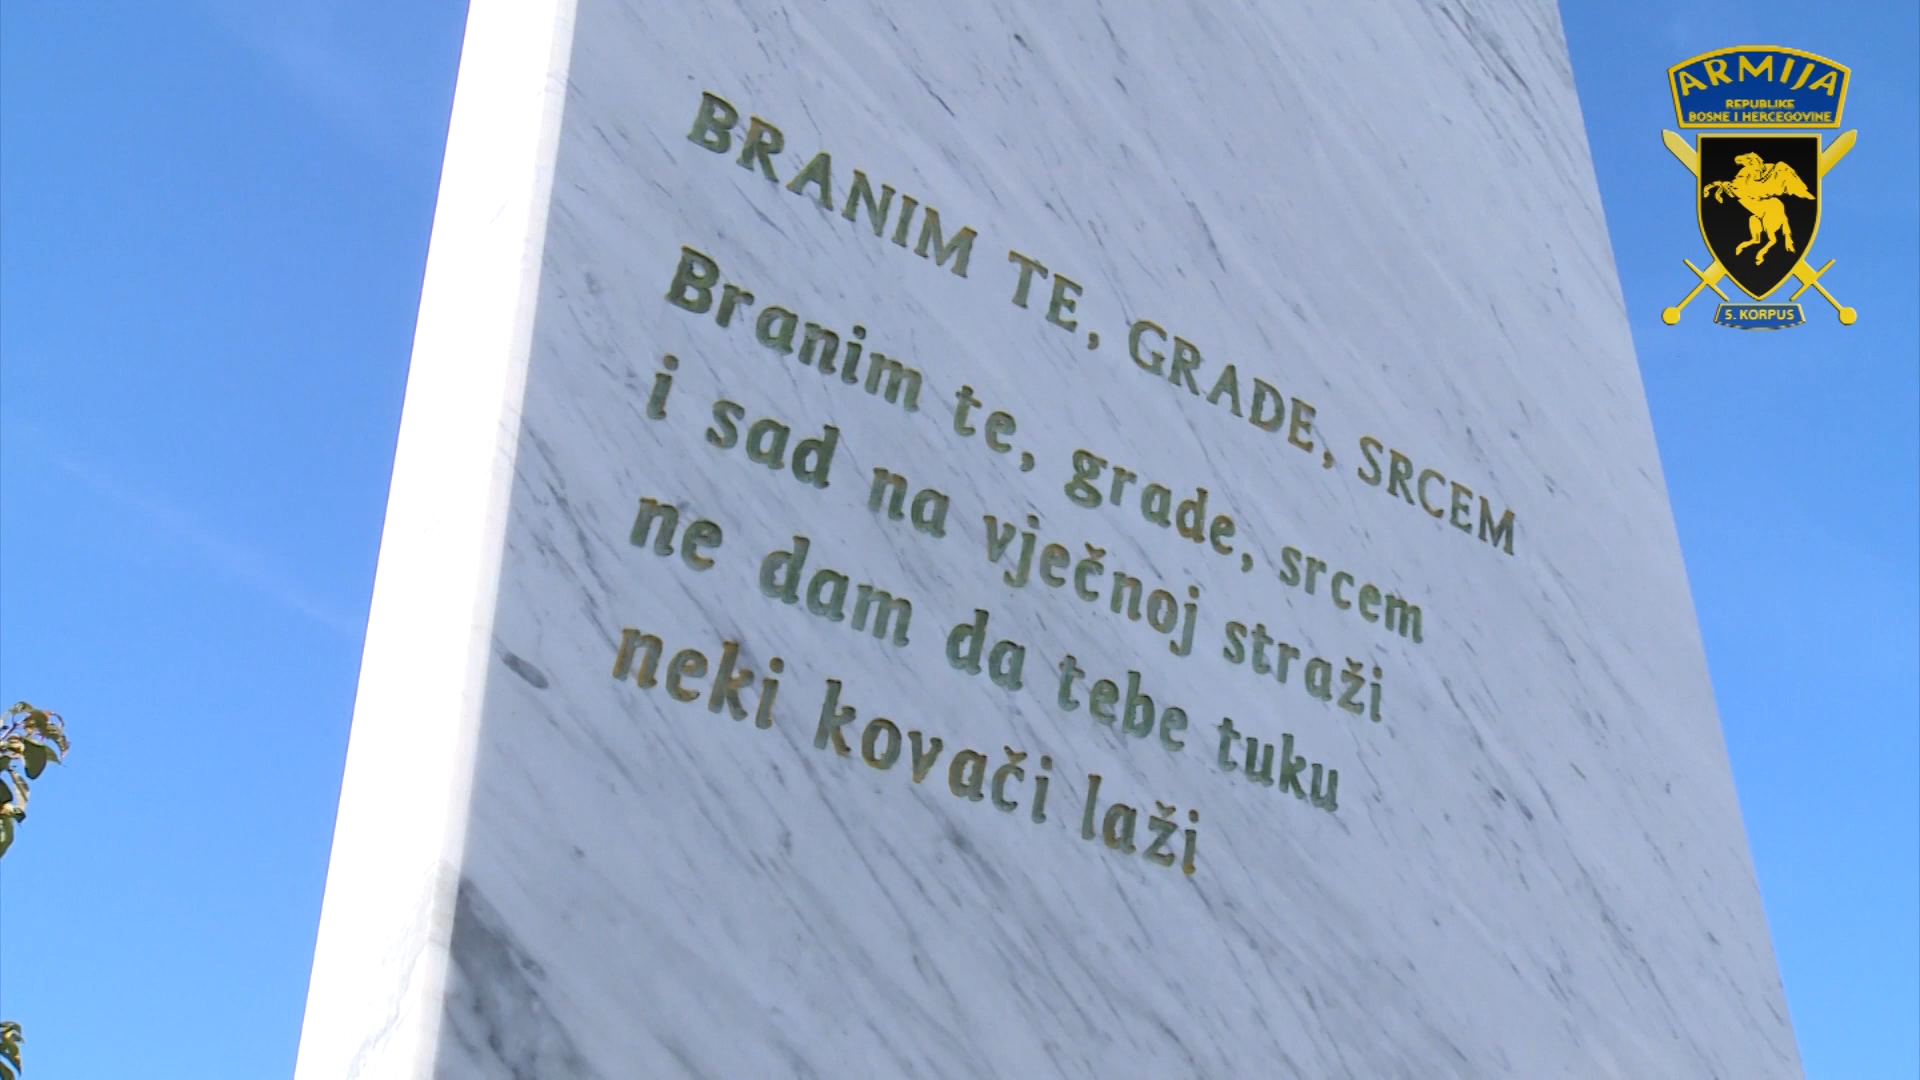 BRANIM TE, GRADE, SRCEM
Branim te, grade, srcem
i sad na vječnoj straži
ne dam da tebe tuku
neki kovači laži
ARMIJA
REPUBLIKE
BOSNE I HERCEGOVINE
5. KORPUS